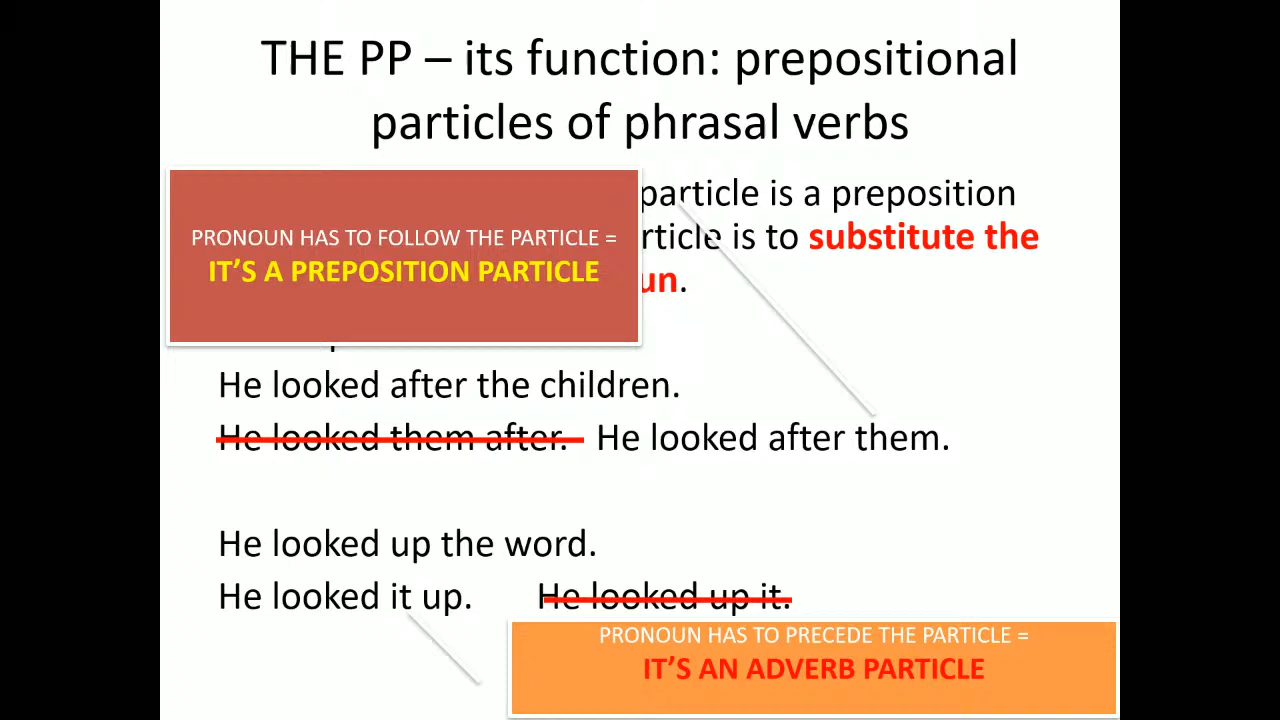 THE PP – its function: prepositional
particles of phrasal verbs
particle is a preposition
PRONOUN HAS TO FOLLOW THE PARTICLE =
is to substitute the
IT’S A PREPOSITION PARTICLE
He looked after the children.
He looked them after. He looked after them.
He looked up the word.
He looked it up. He looked up it.
PRONOUN HAS TO PRECEDE THE PARTICLE =
IT’S AN ADVERB PARTICLE